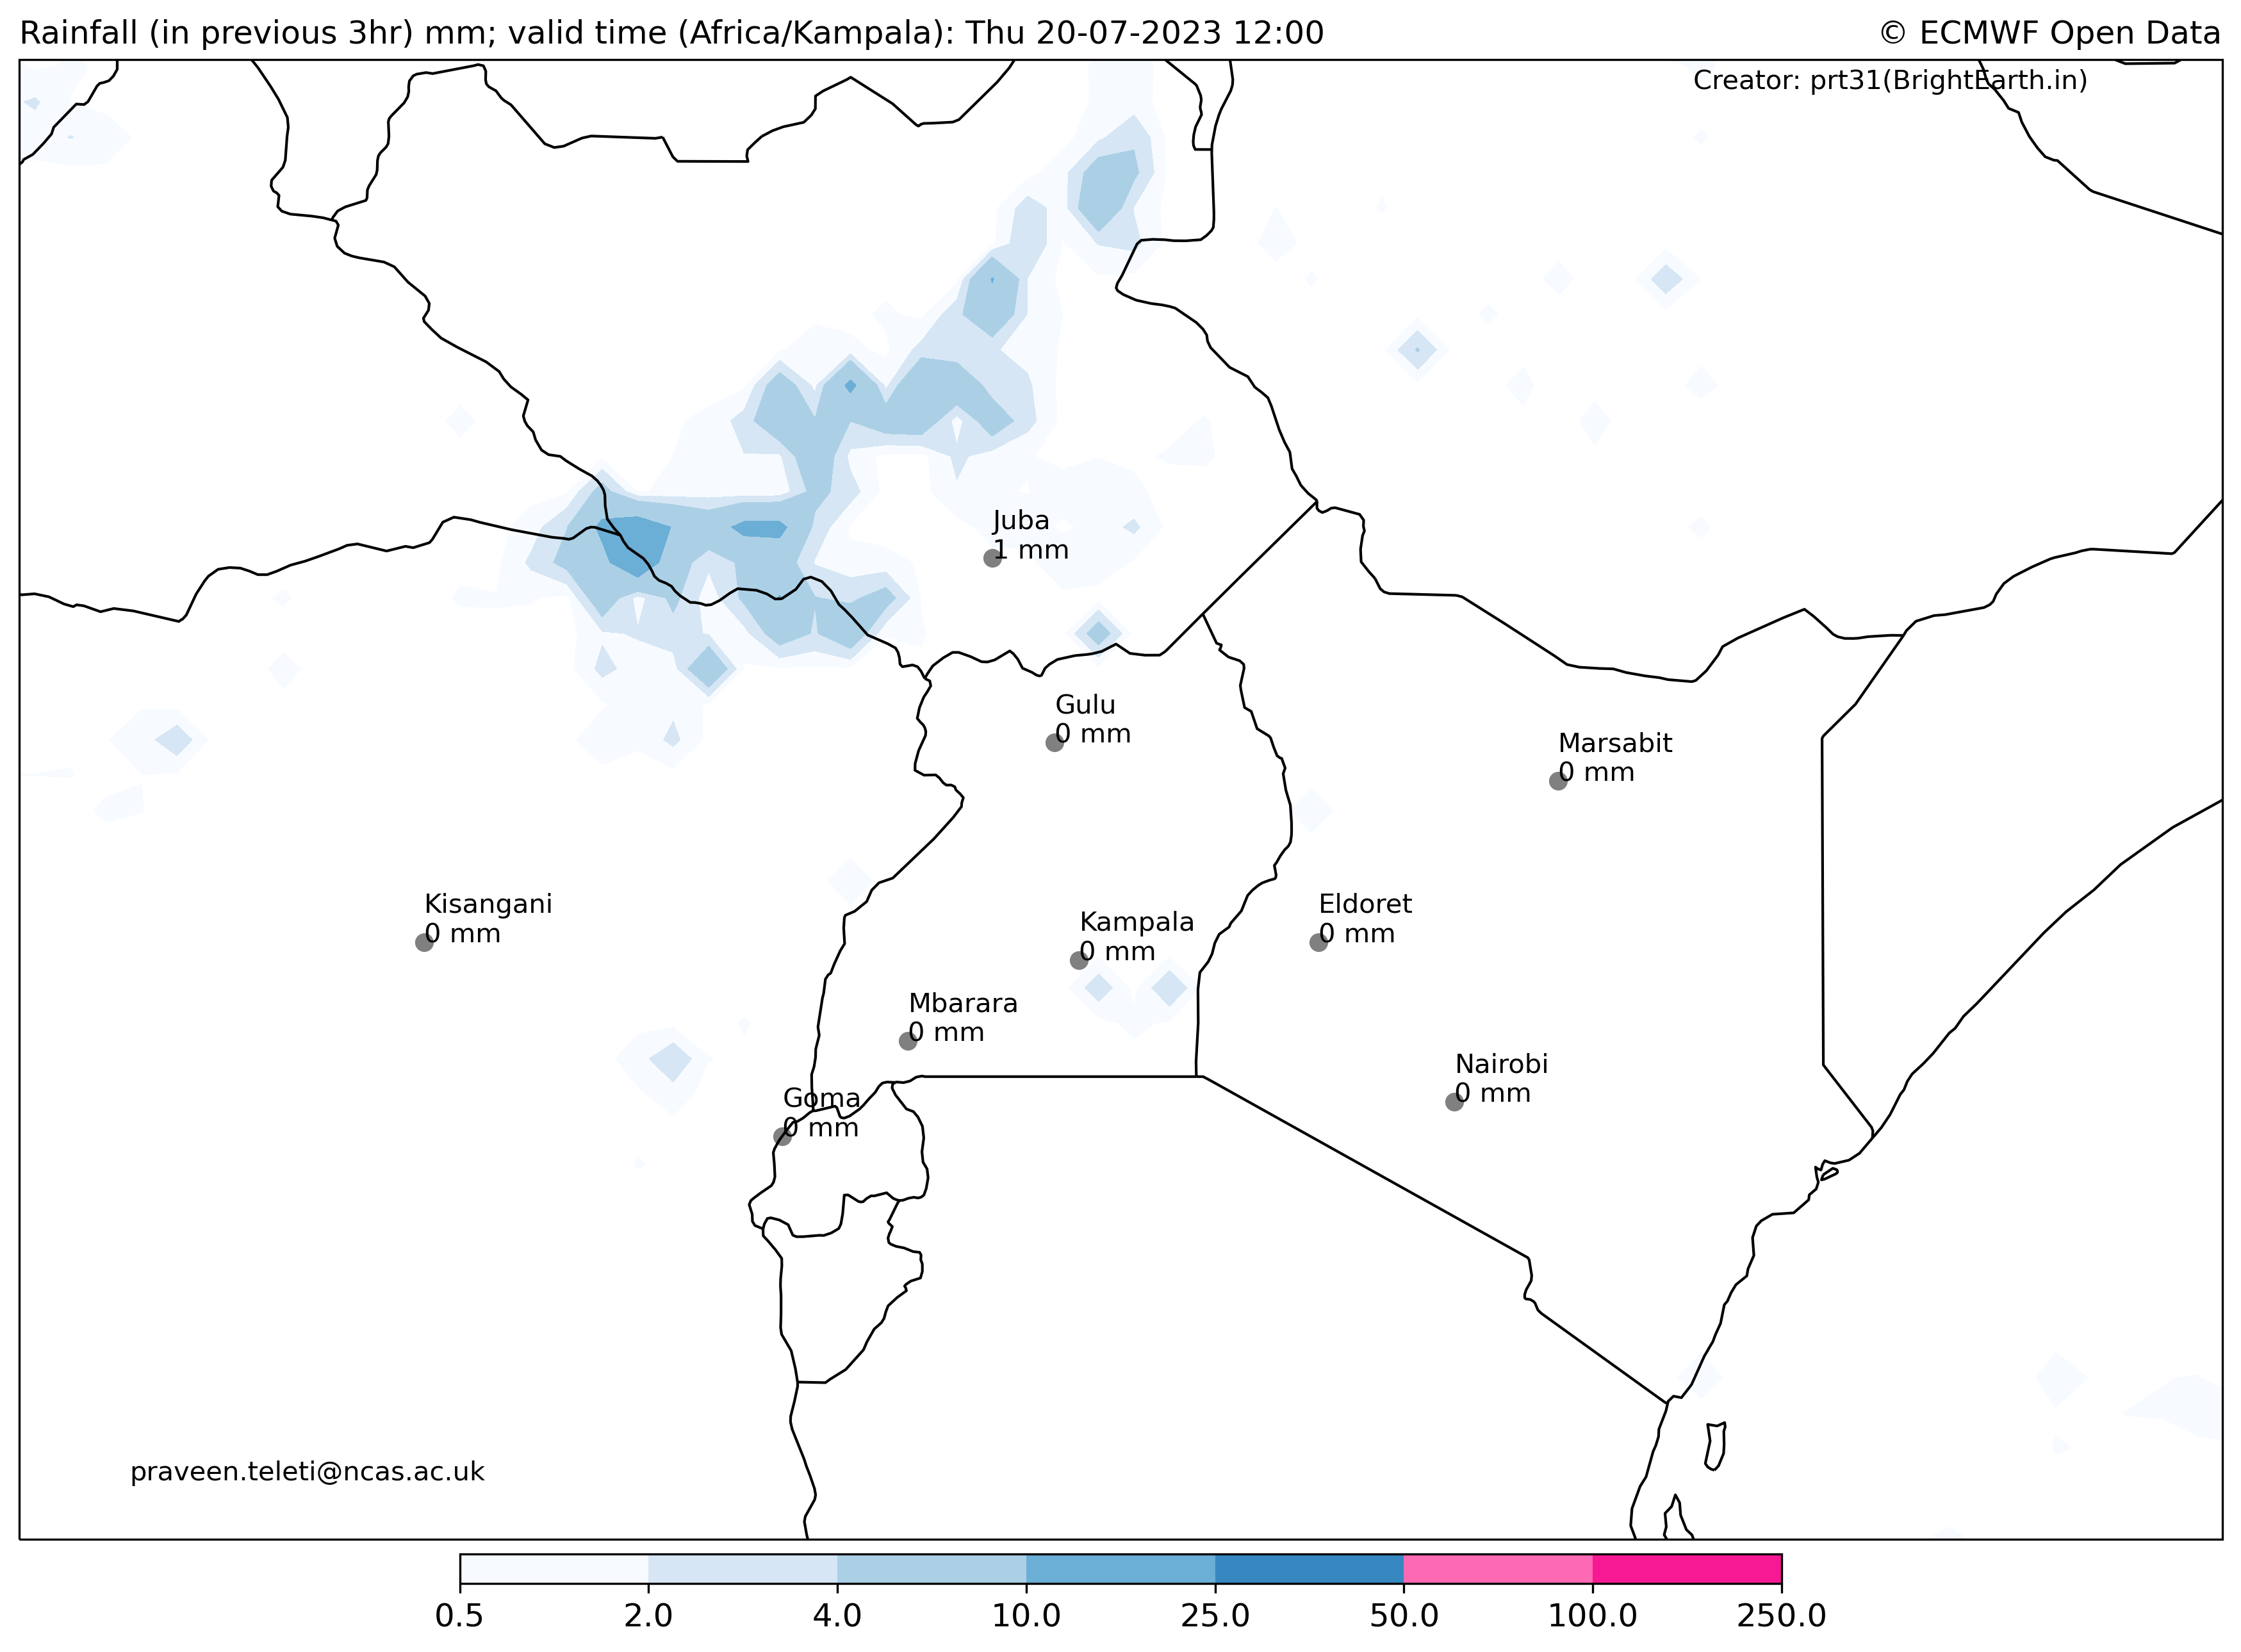 Rainfall (in previous 3hr) mm; valid time (Africa/Kampala): Thu 20-07-2023 12:00
© ECMWF Open Data
Creator: prt31(BrightEarth.in)
Juba
1 mm
Gulu
0 mm
Marsabit
0 mm
Kisangani
0 mm
Kampala
0 mm
Eldoret
0 mm
Mbarara
0 mm
Nairobi
0 mm
Goma
0 mm
praveen.teleti@ncas.ac.uk
0.5 2.0 4.0 10.0 25.0 50.0 100.0 250.0